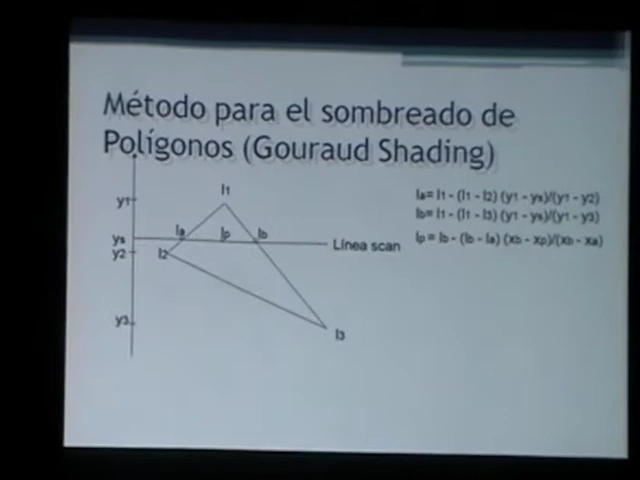 Método para el sombreado de
Polígonos (Gouraud Shading)
I1
y1
Ia = I1 - (I1 - I2) (y1 - ys)/(y1 - y2)
Ib = I1 - (I1 - I3) (y1 - ys)/(y1 - y3)
Ip = Ib - (Ib - Ia) (xb - xp)/(xb - xa)
Ia
Ip
Ib
ys
Línea scan
y2
I2
y3
I3